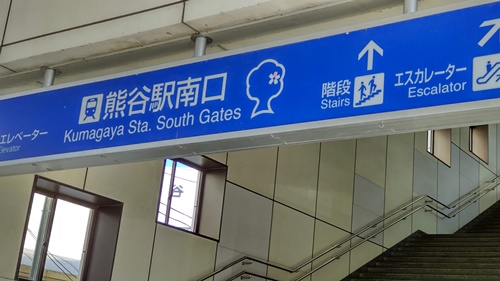 エレベーター
Elevator
熊谷駅南口
Kumagaya Sta. South Gates
階段
Stairs
エスカレーター
Escalator
谷